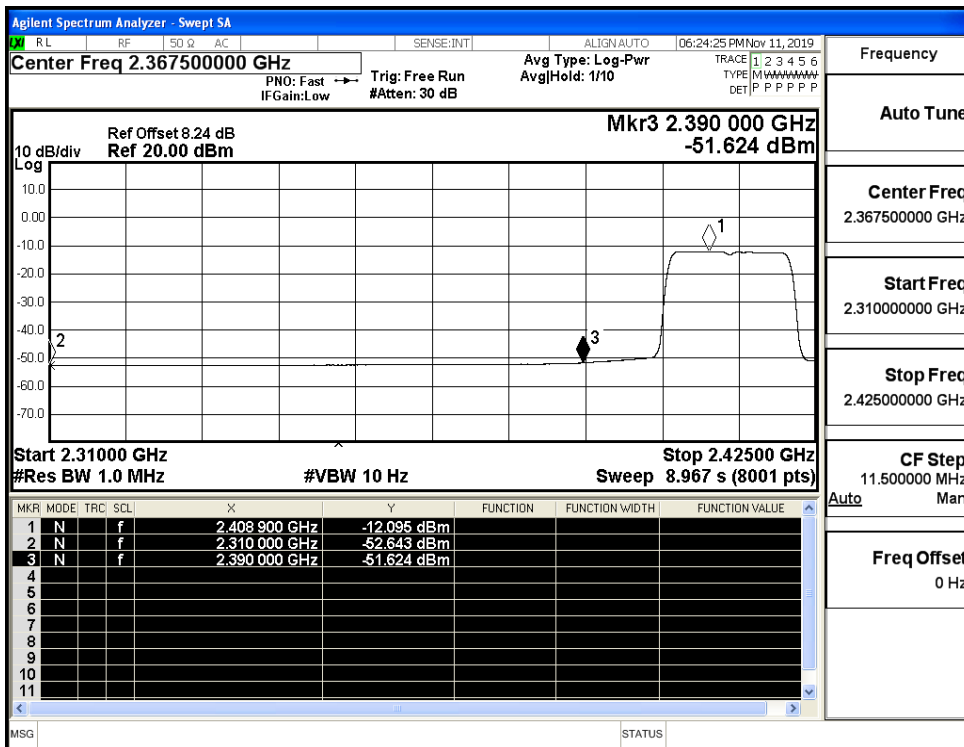 Agilent Spectrum Analyzer - Swept SA
LXI RL RF 50 Ω AC SENSE:INT ALIGNAUTO 06:24:25 PMNov 11, 2019
Center Freq 2.367500000 GHz
PNO: Fast
IFGain:Low
Trig: Free Run
#Atten: 30 dB
Avg Type: Log-Pwr
Avg|Hold: 1/10
TRACE 1 2 3 4 5 6
TYPE MWWWWW
DET P P P P P P
Ref Offset 8.24 dB
10 dB/div Ref 20.00 dBm
Log
Mkr3 2.390 000 GHz
-51.624 dBm
10.0
0.00
-10.0
-20.0
-30.0
-40.0
-50.0
-60.0
-70.0
1
2
3
Start 2.31000 GHz Stop 2.42500 GHz
#Res BW 1.0 MHz #VBW 10 Hz Sweep 8.967 s (8001 pts)
MKR MODE TRC SCL X Y FUNCTION FUNCTION WIDTH FUNCTION VALUE
1 N f 2.408 900 GHz -12.095 dBm
2 N f 2.310 000 GHz -52.643 dBm
3 N f 2.390 000 GHz -51.624 dBm
4
5
6
7
8
9
10
11
MSG STATUS
Frequency
Auto Tune
Center Freq
2.367500000 GHz
Start Freq
2.310000000 GHz
Stop Freq
2.425000000 GHz
CF Step
11.500000 MHz
Auto Man
Freq Offset
0 Hz